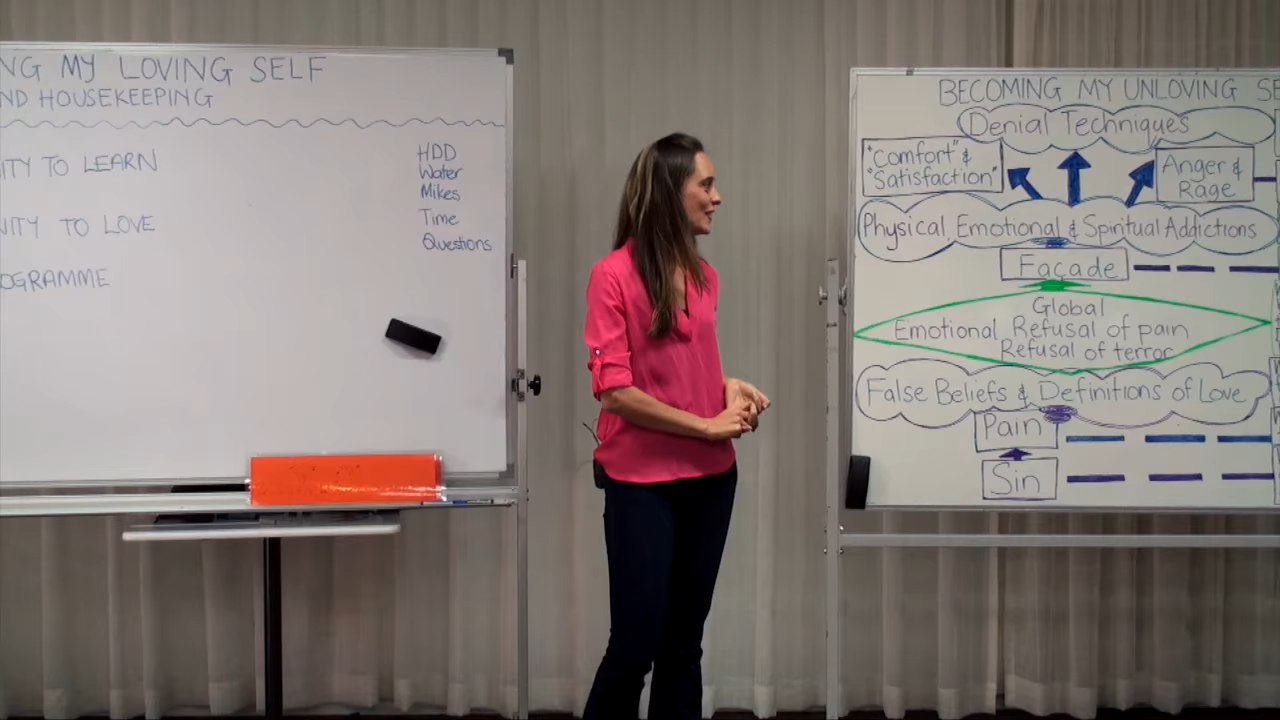 NG MY LOVING SELF
ND HOUSEKEEPING
ITY TO LEARN
NITY TO LOVE
OGRAMME
HDD
Water
Mikes
Time
Questions
BECOMING MY UNLOVING SE
Denial Techniques
"Comfort" &
"Satisfaction"
Anger &
Rage
Physical, Emotional & Spiritual Addictions
Façade
Global
Emotional Refusal of pain
Refusal of terror
False Beliefs & Definitions of Love
Pain
Sin